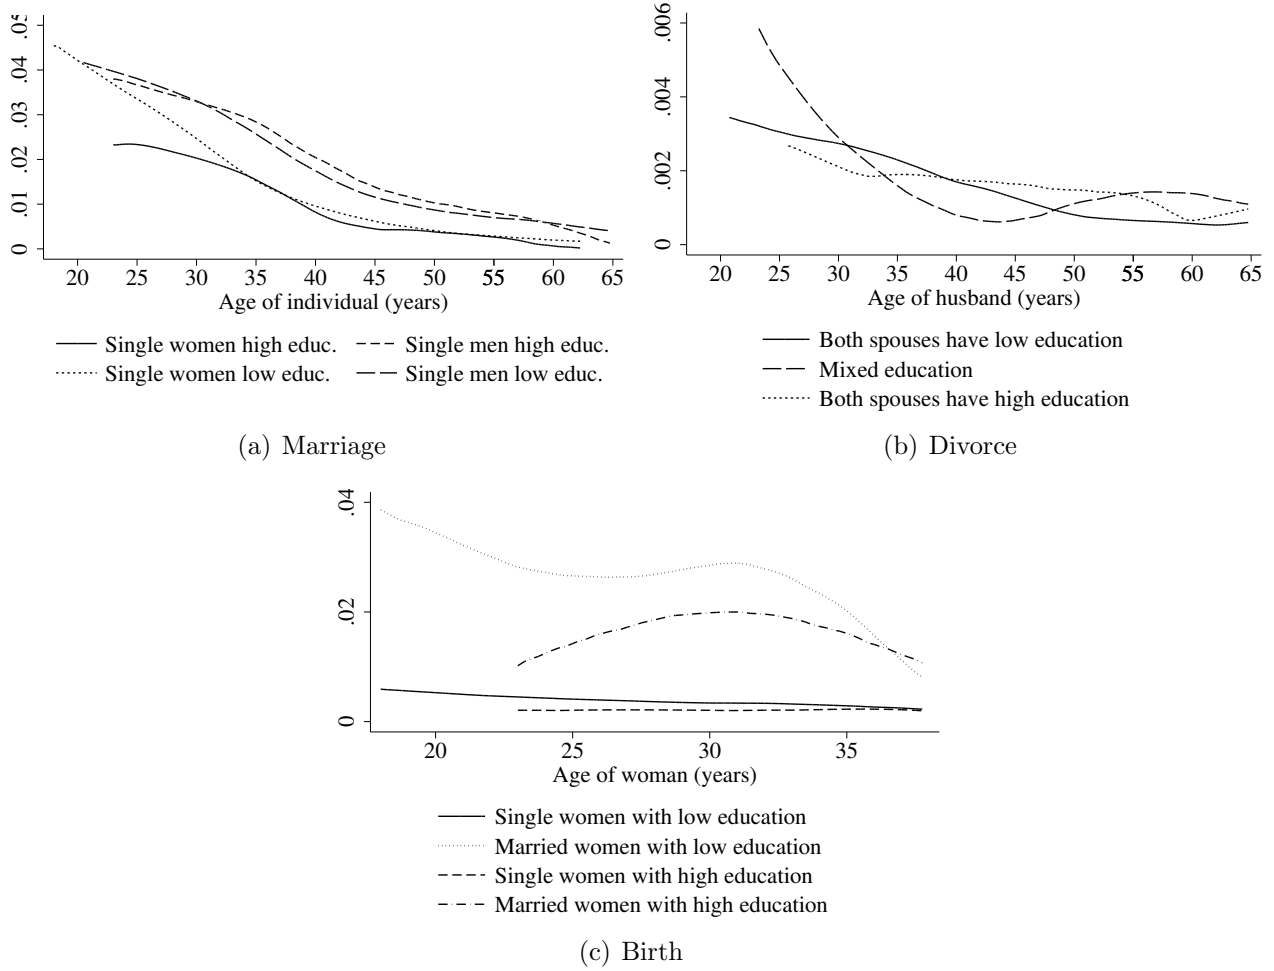 .05
.04
.03
.02
.01
0
20 25 30 35 40 45 50 55 60 65
Age of individual (years)
Single women high educ. Single men high educ.
Single women low educ. Single men low educ.
(a) Marriage
.006
.004
.002
0
20 25 30 35 40 45 50 55 60 65
Age of husband (years)
Both spouses have low education
Mixed education
Both spouses have high education
(b) Divorce
.04
.02
0
20 25 30 35
Age of woman (years)
Single women with low education
Married women with low education
Single women with high education
Married women with high education
(c) Birth